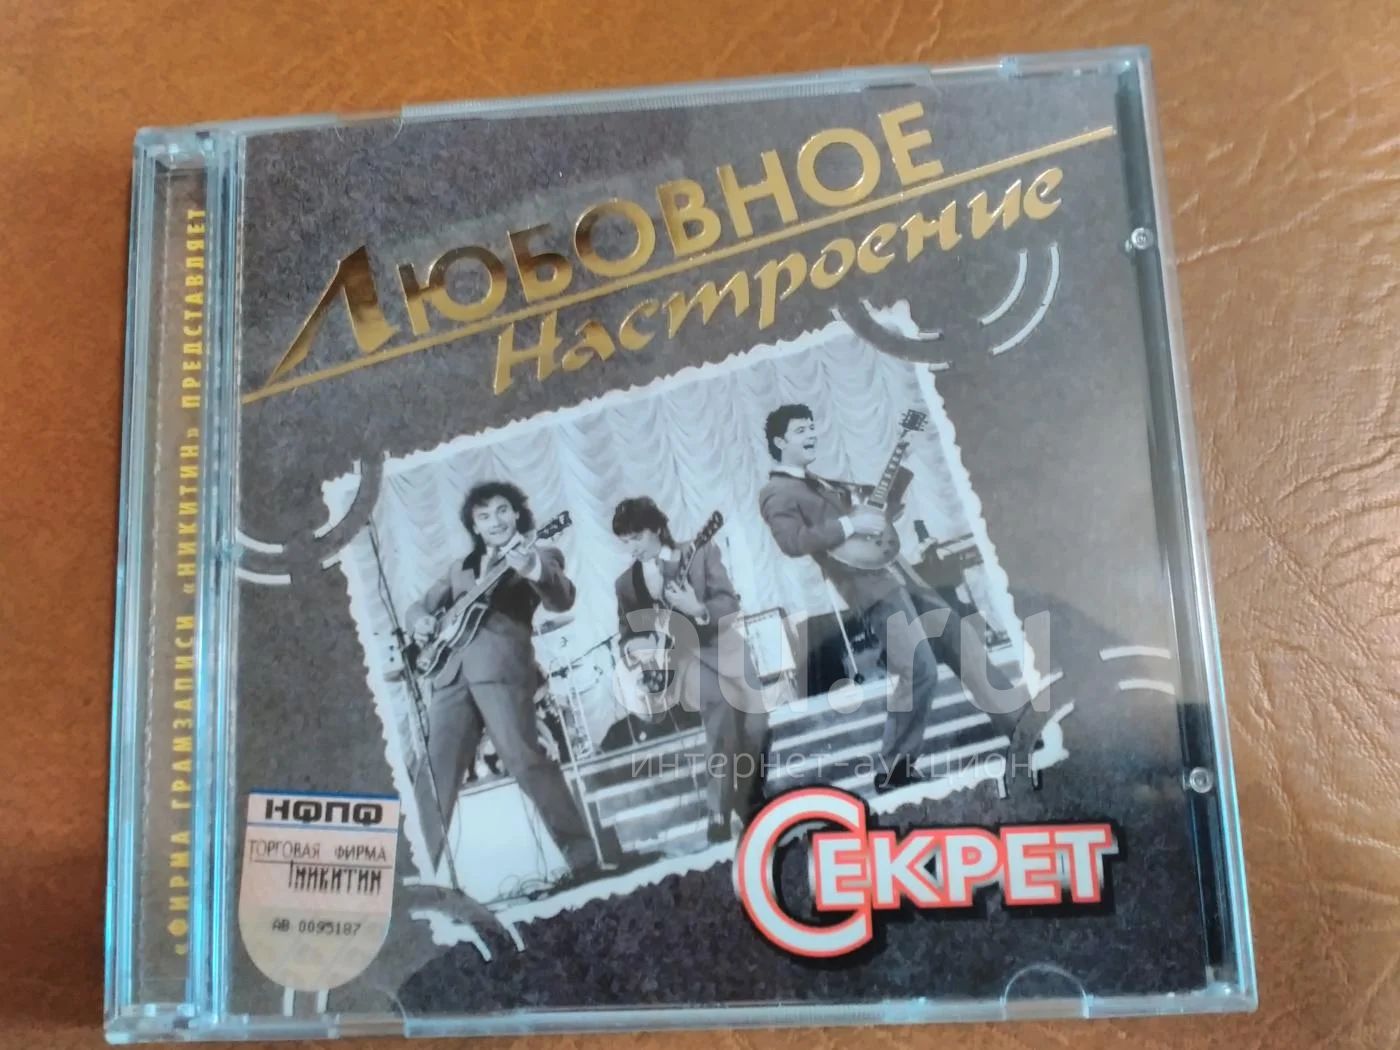 ЛЮБОВНОЕ
Настроение
«ФИРМА ГРАМЗАПИСИ «НИКИТИН» ПРЕДСТАВЛЯЕТ
au.ru
интернет-аукцион
СЕКРЕТ
НФПФ
ТОРГОВАЯ ФИРМА
НИКИТИН
АВ 0095187